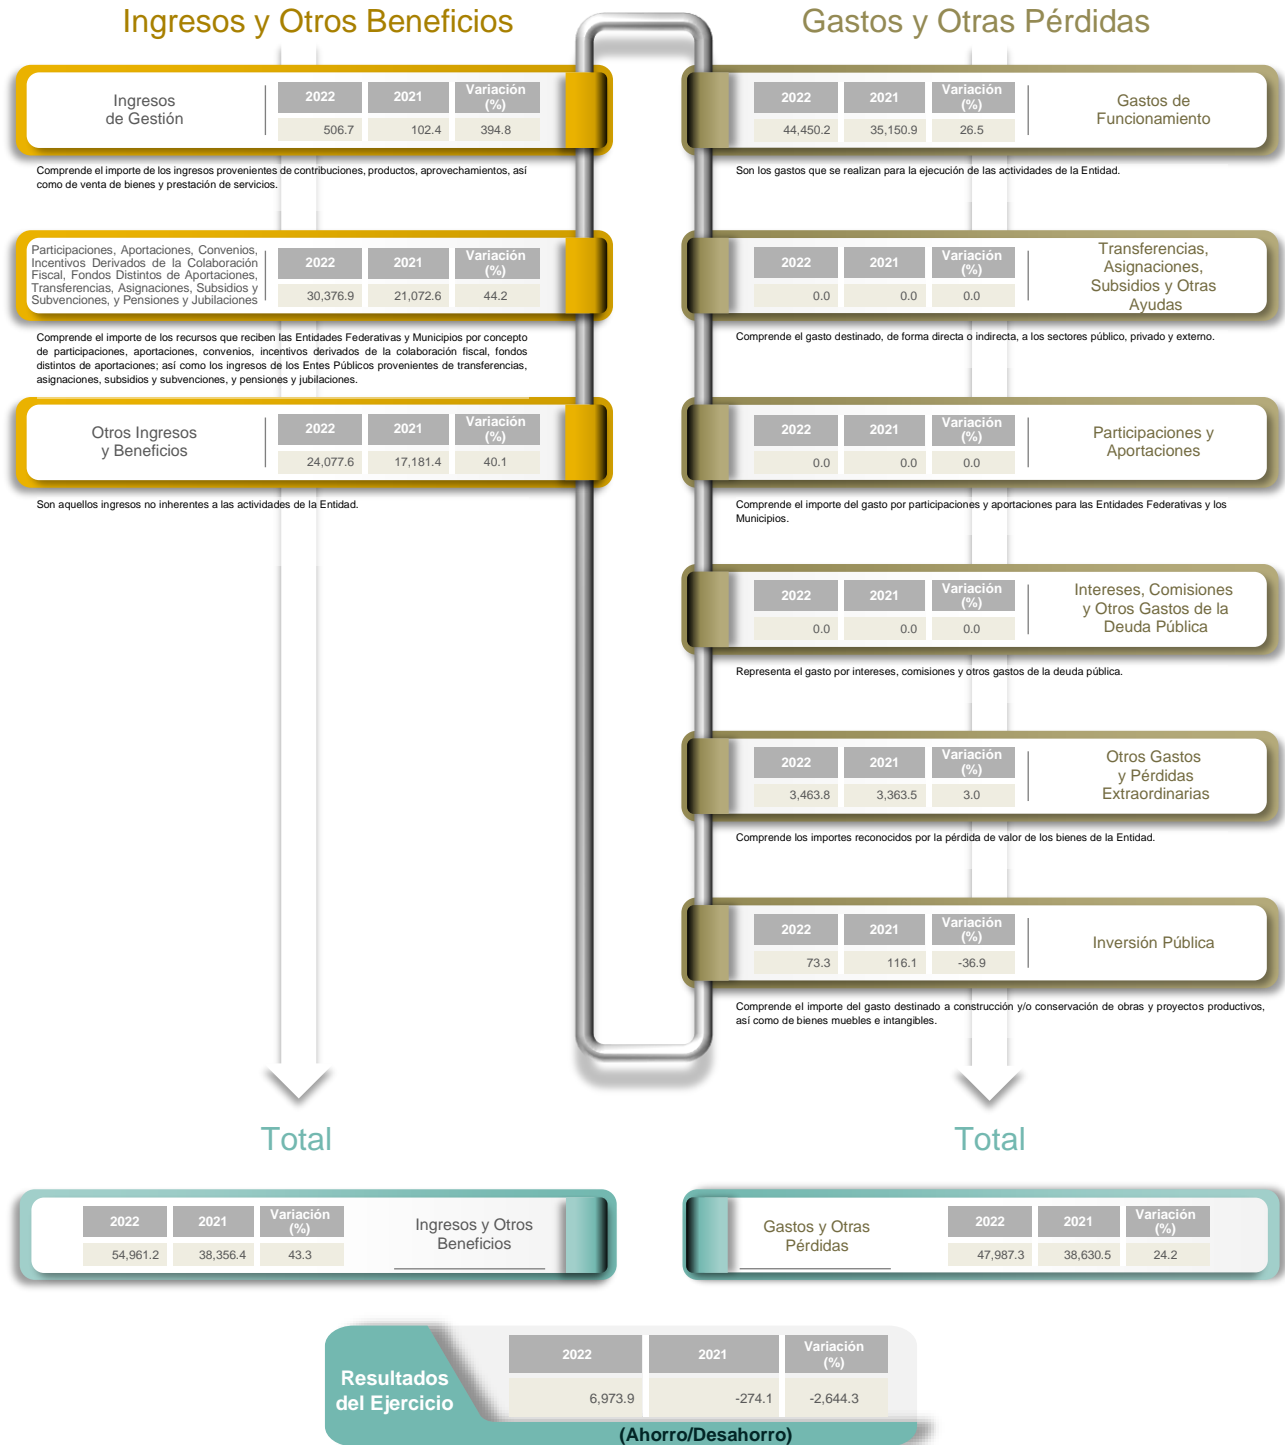 Ingresos y Otros Beneficios
Ingresos
de Gestión
2022 2021 Variación
(%)
506.7 102.4 394.8
Comprende el importe de los ingresos provenientes de contribuciones, productos, aprovechamientos, así
como de venta de bienes y prestación de servicios.
Participaciones, Aportaciones, Convenios,
Incentivos Derivados de la Colaboración
Fiscal, Fondos Distintos de Aportaciones,
Transferencias, Asignaciones, Subsidios y
Subvenciones, y Pensiones y Jubilaciones
2022 2021 Variación
(%)
30,376.9 21,072.6 44.2
Comprende el importe de los recursos que reciben las Entidades Federativas y Municipios por concepto
de participaciones, aportaciones, convenios, incentivos derivados de la colaboración fiscal, fondos
distintos de aportaciones; así como los ingresos de los Entes Públicos provenientes de transferencias,
asignaciones, subsidios y subvenciones, y pensiones y jubilaciones.
Otros Ingresos
y Beneficios
2022 2021 Variación
(%)
24,077.6 17,181.4 40.1
Son aquellos ingresos no inherentes a las actividades de la Entidad.
Gastos y Otras Pérdidas
2022 2021 Variación
(%)
44,450.2 35,150.9 26.5
Gastos de
Funcionamiento
Son los gastos que se realizan para la ejecución de las actividades de la Entidad.
2022 2021 Variación
(%)
0.0 0.0 0.0
Transferencias,
Asignaciones,
Subsidios y Otras
Ayudas
Comprende el gasto destinado, de forma directa o indirecta, a los sectores público, privado y externo.
2022 2021 Variación
(%)
0.0 0.0 0.0
Participaciones y
Aportaciones
Comprende el importe del gasto por participaciones y aportaciones para las Entidades Federativas y los
Municipios.
2022 2021 Variación
(%)
0.0 0.0 0.0
Intereses, Comisiones
y Otros Gastos de la
Deuda Pública
Representa el gasto por intereses, comisiones y otros gastos de la deuda pública.
2022 2021 Variación
(%)
3,463.8 3,363.5 3.0
Otros Gastos
y Pérdidas
Extraordinarias
Comprende los importes reconocidos por la pérdida de valor de los bienes de la Entidad.
2022 2021 Variación
(%)
73.3 116.1 -36.9
Inversión Pública
Comprende el importe del gasto destinado a construcción y/o conservación de obras y proyectos productivos,
así como de bienes muebles e intangibles.
Total
2022 2021 Variación
(%)
54,961.2 38,356.4 43.3
Ingresos y Otros
Beneficios
Total
Gastos y Otras
Pérdidas
2022 2021 Variación
(%)
47,987.3 38,630.5 24.2
Resultados
del Ejercicio
2022 2021 Variación
(%)
6,973.9 -274.1 -2,644.3
(Ahorro/Desahorro)